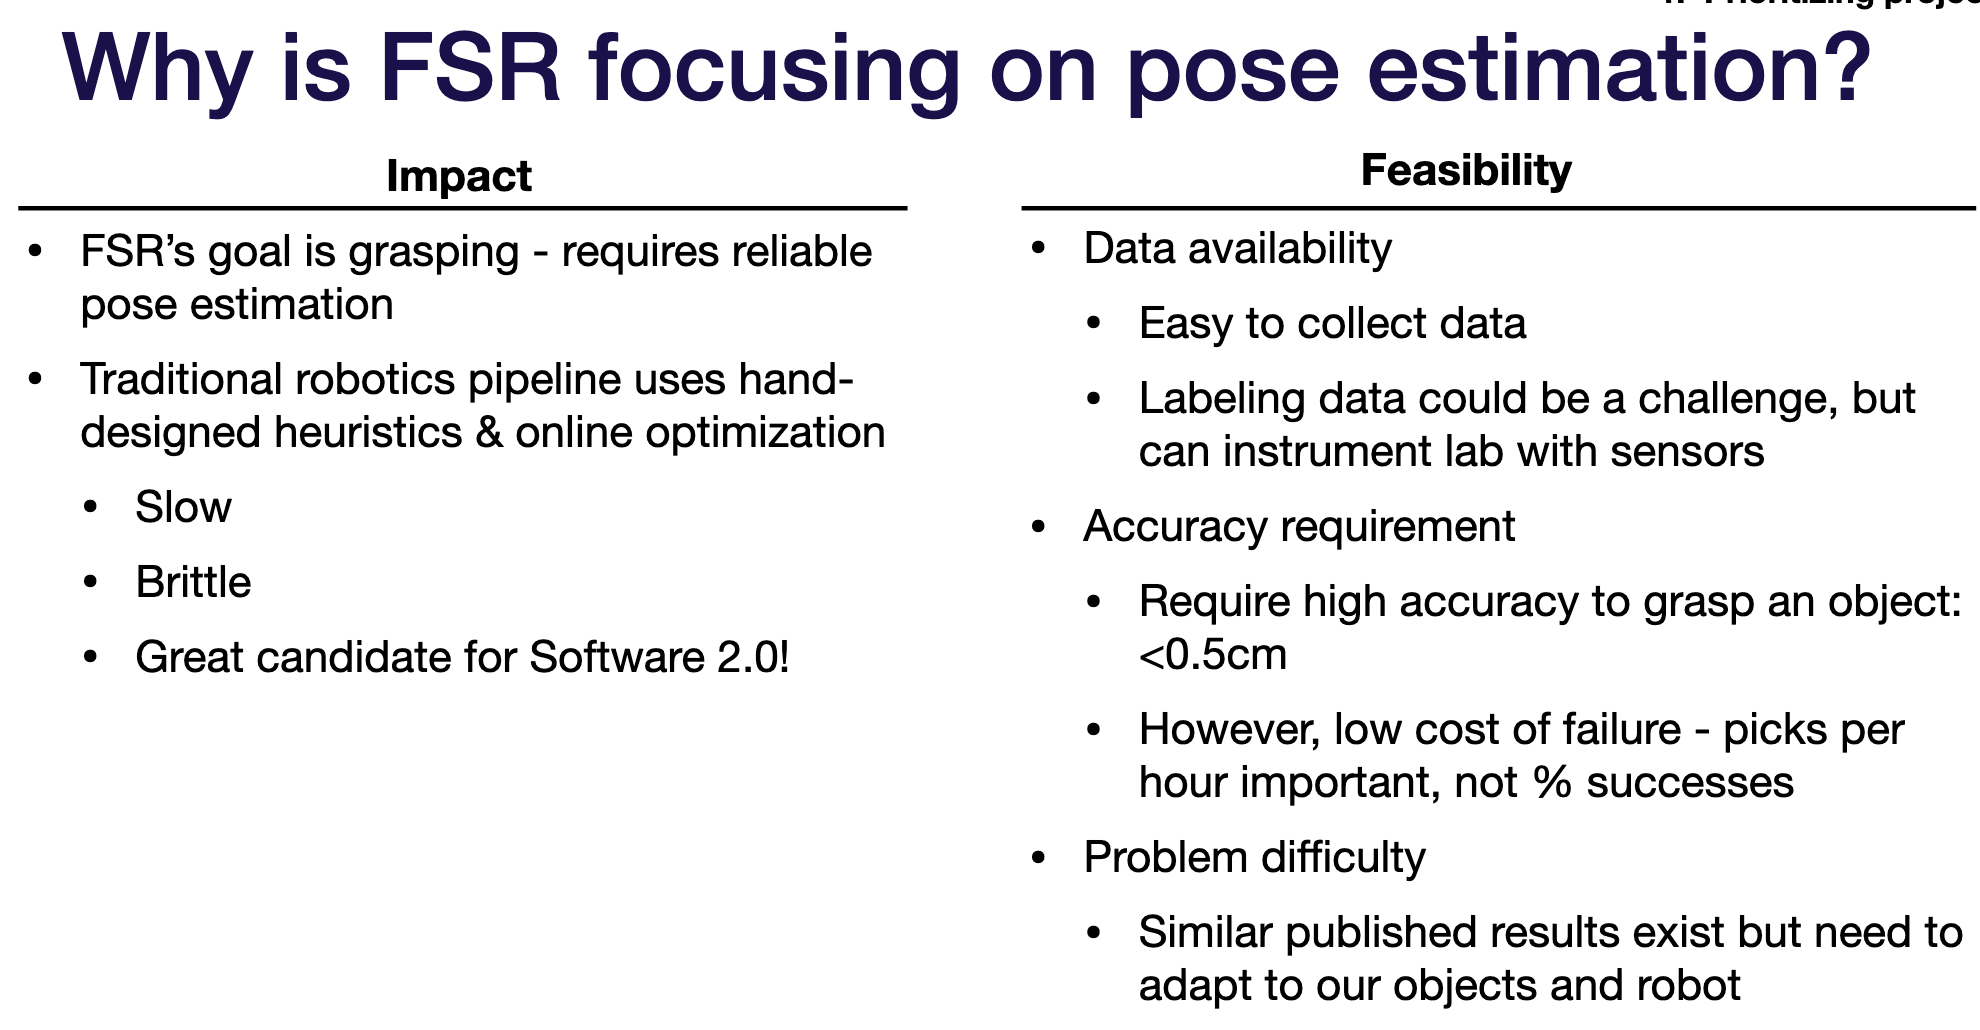 Why is FSR focusing on pose estimation?
Impact
• FSR's goal is grasping - requires reliable
pose estimation
• Traditional robotics pipeline uses hand-
designed heuristics & online optimization
• Slow
• Brittle
• Great candidate for Software 2.0!
Feasibility
• Data availability
• Easy to collect data
• Labeling data could be a challenge, but
can instrument lab with sensors
• Accuracy requirement
• Require high accuracy to grasp an object:
<0.5cm
• However, low cost of failure - picks per
hour important, not % successes
• Problem difficulty
• Similar published results exist but need to
adapt to our objects and robot